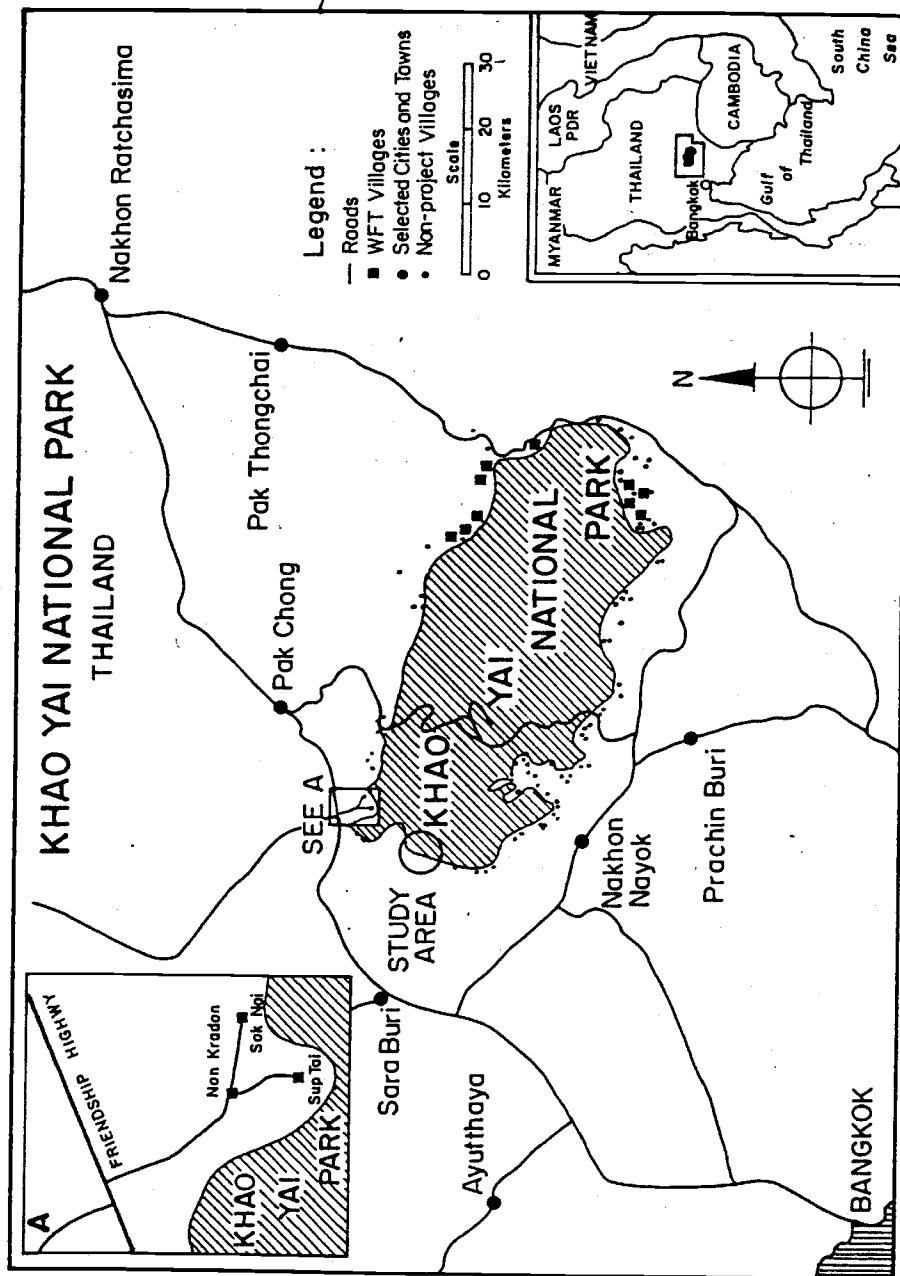 KHAO YAI NATIONAL PARK
THAILAND
A
FRIENDSHIP HIGHWAY
Non Kradon
Sak Noi
Sup Tai
KHAO
YAI
PARK
Nakhon Ratchasima
Pak Thongchai
Pak Chong
SEE A
STUDY
AREA
Sara Buri
Ayutthaya
KHAO
YAI
NATIONAL
PARK
Nakhon
Nayok
Prachin Buri
BANGKOK
Legend :
Roads
WFT Villages
Selected Cities and Towns
Non-project Villages
Scale
0 10 20 30
Kilometers
N
MYANMAR
LAOS
PDR
VIETNAM
THAILAND
Bangkok
CAMBODIA
Gulf
of
Thailand
South
China
Sea